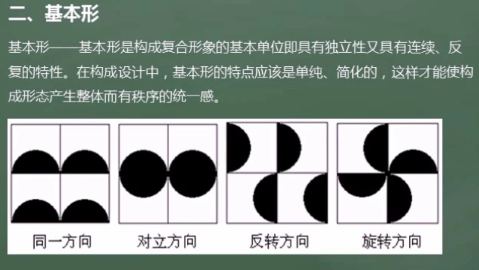 二、基本形
基本形——基本形是构成复合形象的基本单位即具有独立性又具有连续、反
复的特性。在构成设计中，基本形的特点应该是单纯、简化的，这样才能使构
成形态产生整体而有秩序的统一感。
同一方向 对立方向 反转方向 旋转方向